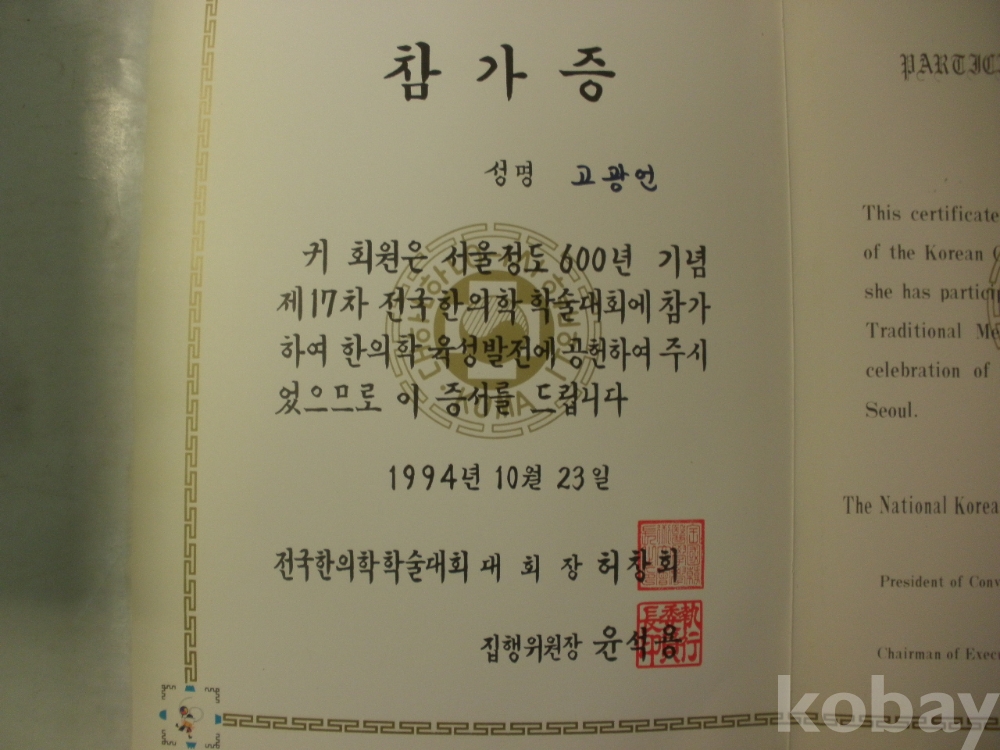 참가증
성명 고광언
귀 회원은 서울정도 600년 기념
제17차 전국한의학 학술대회에 참가
하여 한의학 육성발전에 공헌하여 주시
었으므로 이 증서를 드립니다
1994년 10월 23일
전국한의학학술대회 대 회 장 허창회
집행위원장 윤석용
KOMA
PARTIC
This certificate
of the Korean
she has partici
Traditional Me
celebration of
Seoul.
The National Korea
President of Conv
Chairman of Exec
kobay